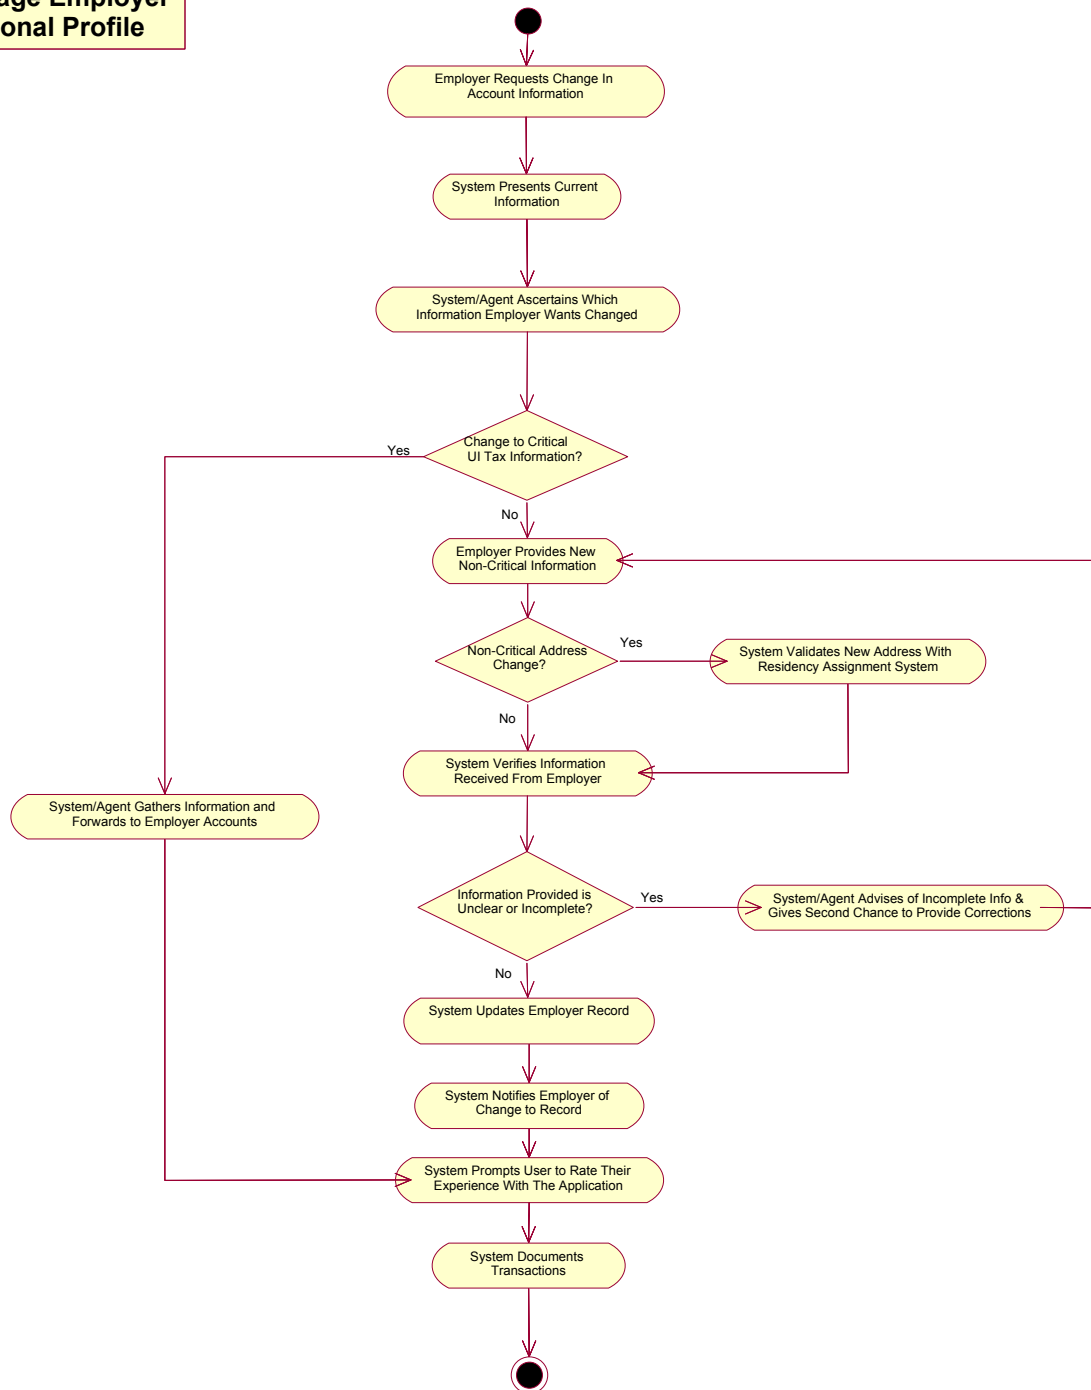 age Employer
onal Profile
Employer Requests Change In
Account Information
System Presents Current
Information
System/Agent Ascertains Which
Information Employer Wants Changed
Change to Critical
UI Tax Information?
Yes
No
Employer Provides New
Non-Critical Information
Non-Critical Address
Change?
Yes
System Validates New Address With
Residency Assignment System
No
System Verifies Information
Received From Employer
System/Agent Gathers Information and
Forwards to Employer Accounts
Information Provided is
Unclear or Incomplete?
Yes
System/Agent Advises of Incomplete Info &
Gives Second Chance to Provide Corrections
No
System Updates Employer Record
System Notifies Employer of
Change to Record
System Prompts User to Rate Their
Experience With The Application
System Documents
Transactions